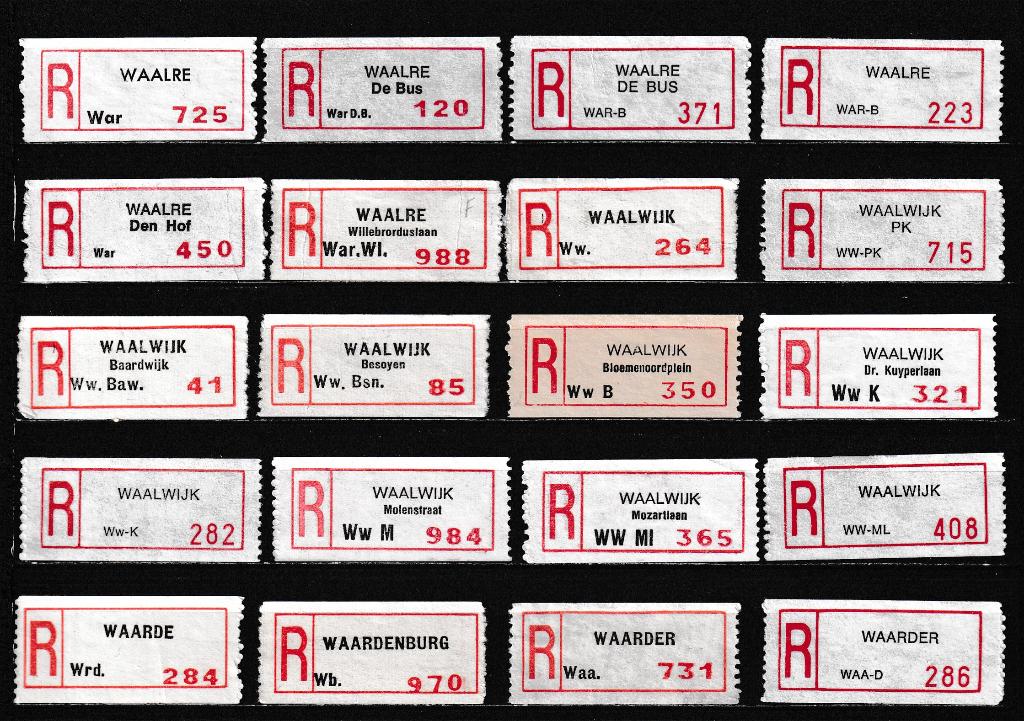 R WAALRE
War 725
R WAALRE
De Bus
War D.B. 120
R WAALRE
DE BUS
WAR-B 371
R WAALRE
WAR-B 223
R WAALRE
Den Hof
War 450
R WAALRE F
Willebrorduslaan
War.Wl. 988
R WAALWIJK
Ww. 264
R WAALWIJK
PK
WW-PK 715
R WAALWIJK
Baardwijk
Ww. Baw. 41
R WAALWIJK
Besoyen
Ww. Bsn. 85
R WAALWIJK
Bloemenoordplein
Ww B 350
R WAALWIJK
Dr. Kuyperlaan
Ww K 321
R WAALWIJK
Ww-K 282
R WAALWIJK
Molenstraat
Ww M 984
R WAALWIJK
Mozartlaan
WW Ml 365
R WAALWIJK
WW-ML 408
R WAARDE
Wrd. 284
R WAARDENBURG
Wb. 970
R WAARDER
Waa. 731
R WAARDER
WAA-D 286